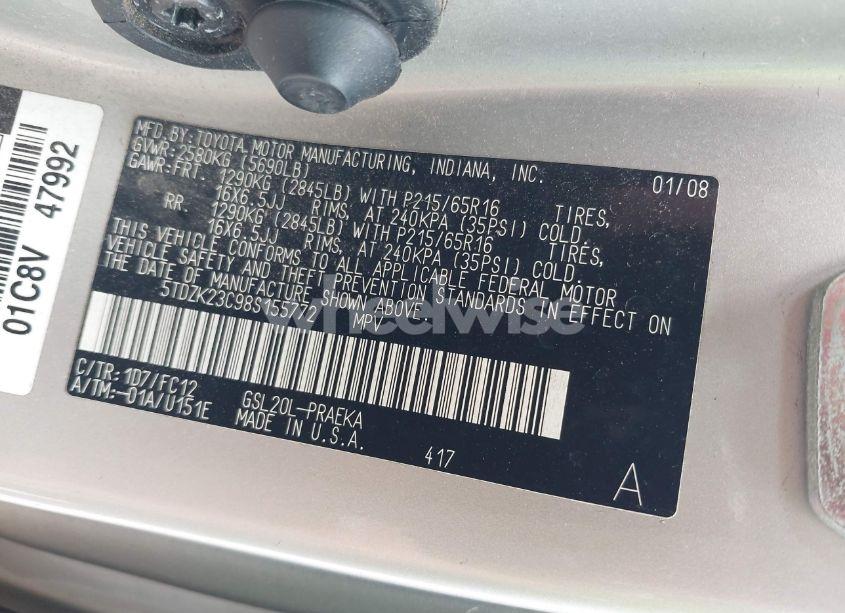 MFD.BY:TOYOTA MOTOR MANUFACTURING, INDIANA, INC. 01/08
GVWR:2580KG (5690LB)
GAWR:FRT. 1290KG (2845LB) WITH P215/65R16 TIRES,
16X6.5JJ RIMS, AT 240KPA (35PSI) COLD.
RR 1290KG (2845LB) WITH P215/65R16 TIRES,
16X6.5JJ RIMS, AT 240KPA (35PSI) COLD.
THIS VEHICLE CONFORMS TO ALL APPLICABLE FEDERAL MOTOR
VEHICLE SAFETY AND THEFT PREVENTION STANDARDS IN EFFECT ON
THE DATE OF MANUFACTURE SHOWN ABOVE.
5TDZK23C98S155772 MPV
C/TR:1D7/FC12
A/TM:-01A/U151E
GSL20L-PRAEKA
MADE IN U.S.A.
417
A
01C8V 47992
wheelwise